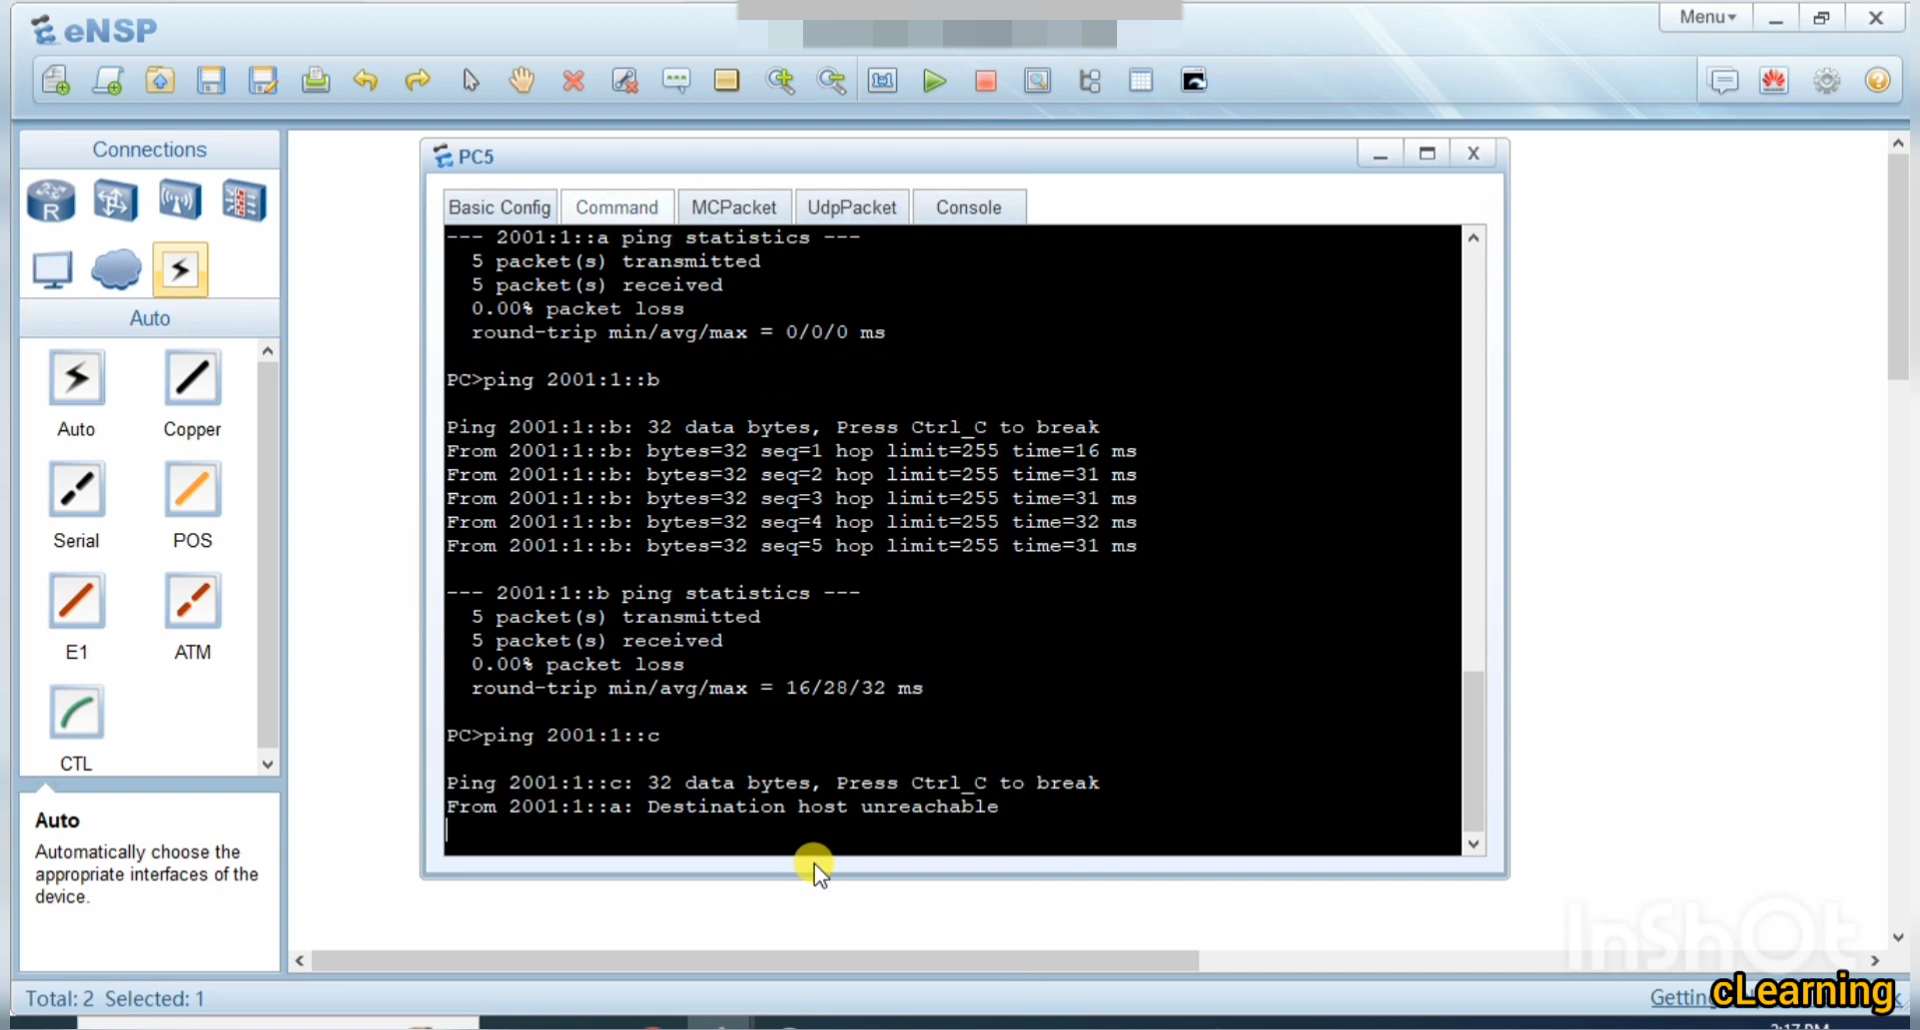 eNSP
Menu
Connections
R
Auto
Auto
Copper
Serial
POS
E1
ATM
CTL
Auto
Automatically choose the
appropriate interfaces of the
device.
PC5
Basic Config
Command
MCPacket
UdpPacket
Console
--- 2001:1::a ping statistics ---
5 packet(s) transmitted
5 packet(s) received
0.00% packet loss
round-trip min/avg/max = 0/0/0 ms
PC>ping 2001:1::b
Ping 2001:1::b: 32 data bytes, Press Ctrl_C to break
From 2001:1::b: bytes=32 seq=1 hop limit=255 time=16 ms
From 2001:1::b: bytes=32 seq=2 hop limit=255 time=31 ms
From 2001:1::b: bytes=32 seq=3 hop limit=255 time=31 ms
From 2001:1::b: bytes=32 seq=4 hop limit=255 time=32 ms
From 2001:1::b: bytes=32 seq=5 hop limit=255 time=31 ms
--- 2001:1::b ping statistics ---
5 packet(s) transmitted
5 packet(s) received
0.00% packet loss
round-trip min/avg/max = 16/28/32 ms
PC>ping 2001:1::c
Ping 2001:1::c: 32 data bytes, Press Ctrl_C to break
From 2001:1::a: Destination host unreachable
InShOt
Total: 2 Selected: 1
Getting
cLearning